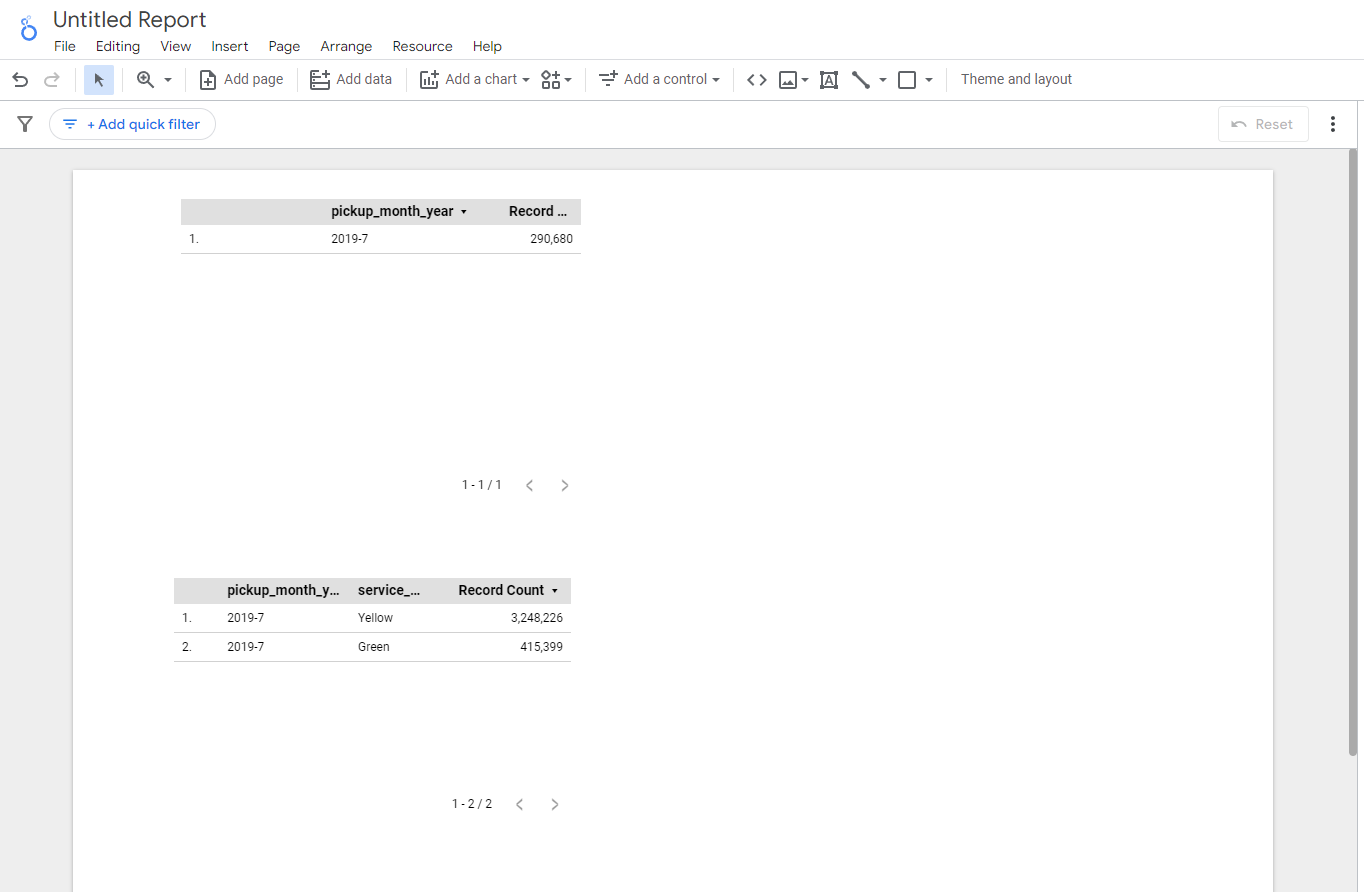 Untitled Report
File Editing View Insert Page Arrange Resource Help
Add page Add data Add a chart Add a control Theme and layout
+ Add quick filter Reset
pickup_month_year Record ...
1. 2019-7 290,680
1 - 1 / 1
pickup_month_y... service_... Record Count
1. 2019-7 Yellow 3,248,226
2. 2019-7 Green 415,399
1 - 2 / 2